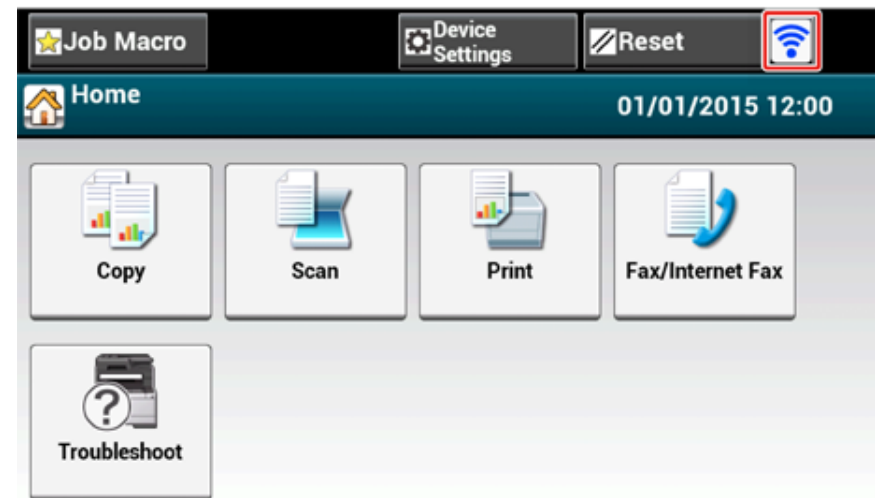 Job Macro
Device
Settings
Reset
Home
01/01/2015 12:00
Copy
Scan
Print
Fax/Internet Fax
Troubleshoot